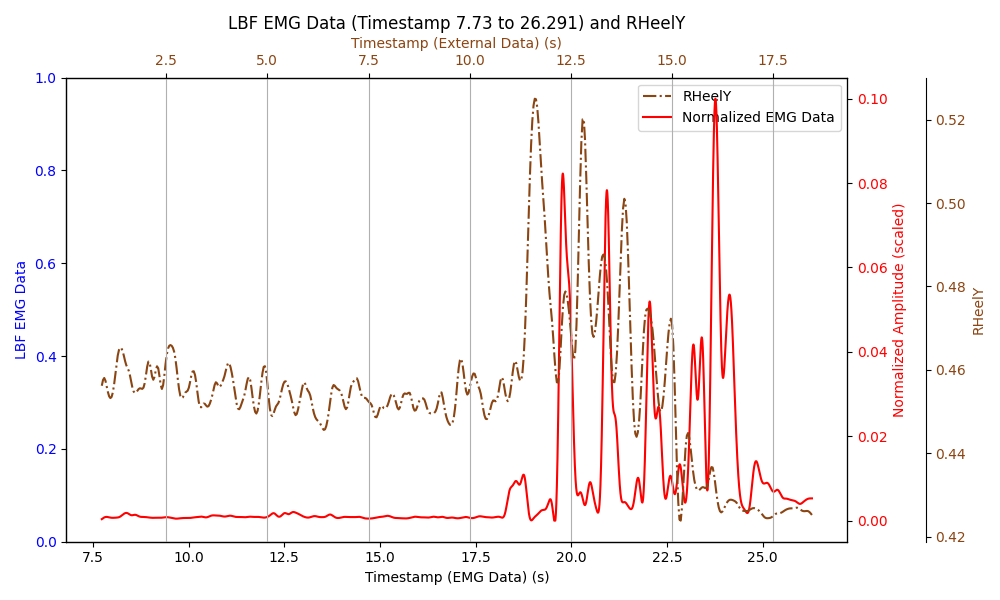 LBF EMG Data (Timestamp 7.73 to 26.291) and RHeelY
Timestamp (External Data) (s)
2.5 5.0 7.5 10.0 12.5 15.0 17.5
1.0
0.8
0.6
0.4
0.2
0.0
LBF EMG Data
RHeelY
Normalized EMG Data
0.10
0.08
0.06
0.04
0.02
0.00
Normalized Amplitude (scaled)
0.52
0.50
0.48
0.46
0.44
0.42
RHeelY
7.5 10.0 12.5 15.0 17.5 20.0 22.5 25.0
Timestamp (EMG Data) (s)